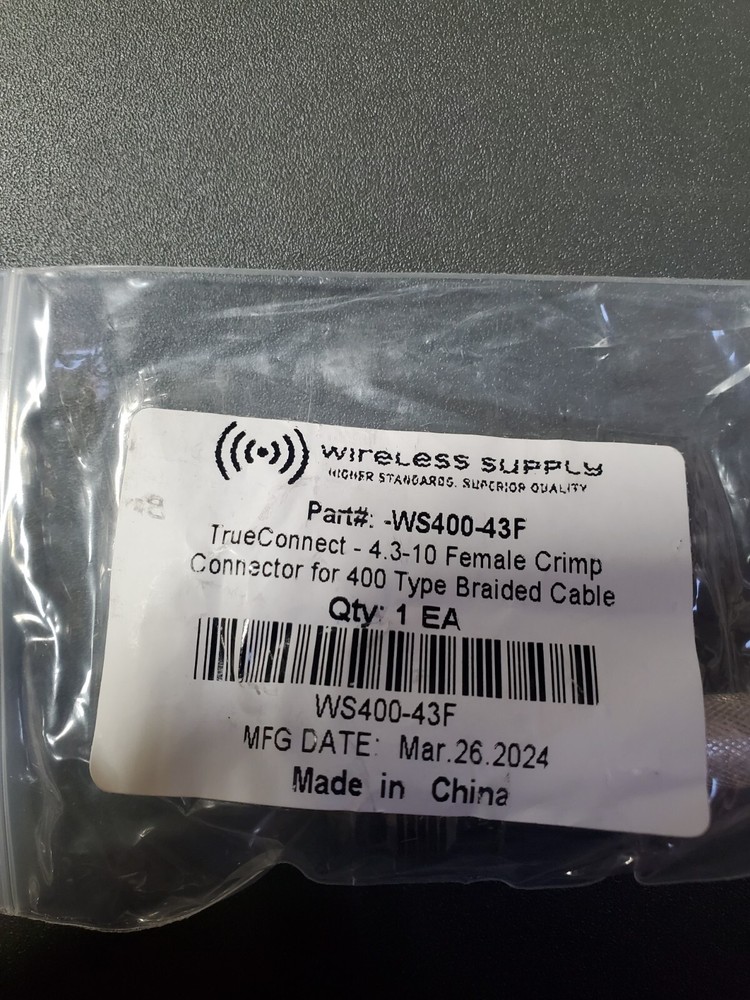 wireless supply
HIGHER STANDARDS. SUPERIOR QUALITY
Part#: -WS400-43F
TrueConnect - 4.3-10 Female Crimp
Connector for 400 Type Braided Cable
Qty: 1 EA
WS400-43F
MFG DATE: Mar.26.2024
Made in China